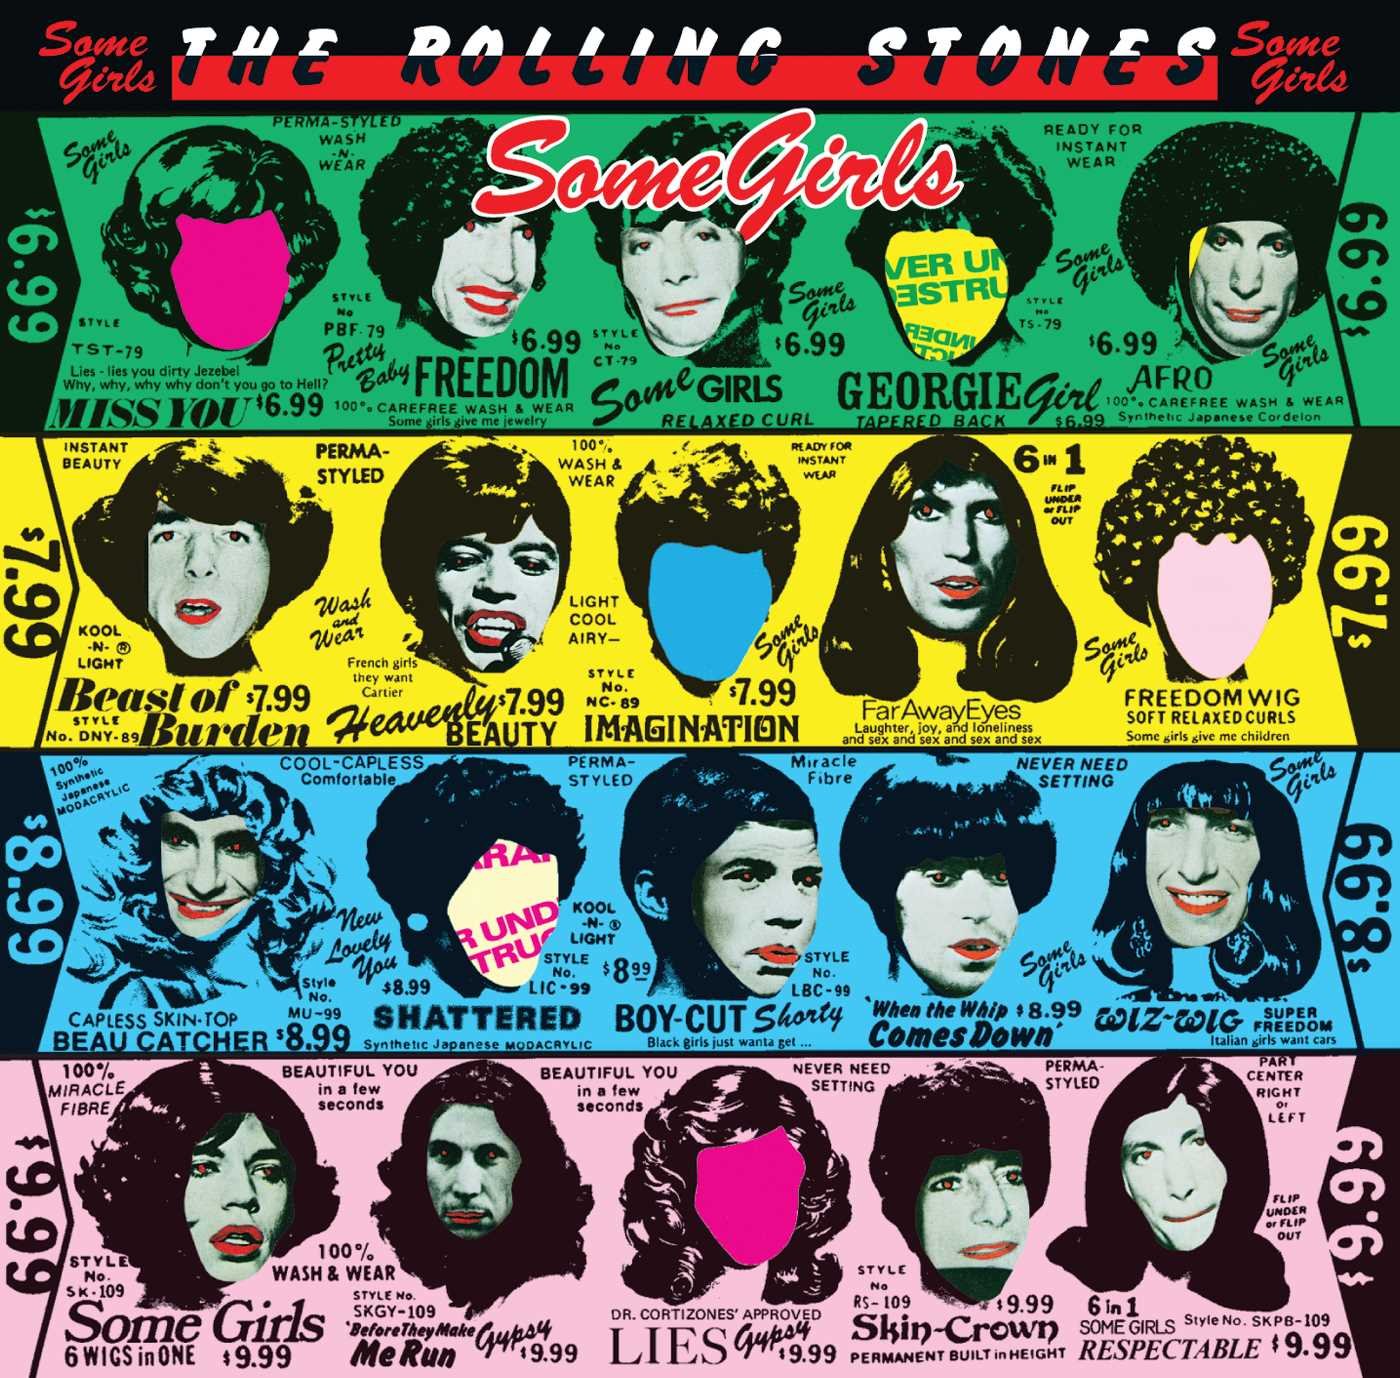 Some
Girls
THE ROLLING STONES
Some
Girls
Some Girls
$6.99
Some
Girls
PERMA-STYLED
WASH
-N-
WEAR
READY FOR
INSTANT
WEAR
$6.99
STYLE
TST-79
Lies - lies you dirty Jezebel
Why, why, why why don't you go to Hell?
MISS YOU $6.99
STYLE
No
PBF-79
Pretty
Baby FREEDOM
$6.99
100% CAREFREE WASH & WEAR
Some girls give me jewelry
STYLE
No
CT-79
Some GIRLS
RELAXED CURL
Some
Girls
$6.99
VER UN
ESTRU
GEORGIE Girl
TAPERED BACK $6.99
Some
Girls
STYLE
No
TS-79
$6.99
AFRO
Some
Girls
100% CAREFREE WASH & WEAR
Synthetic Japanese Cordelon
$7.99
INSTANT
BEAUTY
PERMA-
STYLED
100%
WASH &
WEAR
READY FOR
INSTANT
WEAR
6 IN 1
FLIP
UNDER
or FLIP
OUT
$7.99
KOOL
-N- ®
LIGHT
Beast of $7.99
STYLE
No. DNY-89 Burden
Wash
and
Wear
French girls
they want
Cartier
Heavenly $7.99
BEAUTY
LIGHT
COOL
AIRY—
STYLE
No.
NC-89
Some
Girls
$7.99
IMAGINATION
Far Away Eyes
Laughter, joy, and loneliness
and sex and sex and sex and sex
Some
Girls
FREEDOM WIG
SOFT RELAXED CURLS
Some girls give me children
$8.99
100%
Synthetic
Japanese
MODACRYLIC
COOL-CAPLESS
Comfortable
PERMA-
STYLED
Miracle
Fibre
NEVER NEED
SETTING
Some
Girls
$8.99
Style
No.
MU-99
CAPLESS SKIN-TOP
BEAU CATCHER $8.99
New
Lovely
You
$8.99
R UND
TRUC
KOOL
-N- ®
LIGHT
STYLE
No.
LIC-99
SHATTERED
Synthetic Japanese MODACRYLIC
$8.99
STYLE
No.
LBC-99
BOY-CUT Shorty
Black girls just wanta get ...
Some
Girls
'When the Whip $8.99
Comes Down'
WIZ-WIG SUPER
FREEDOM
Italian girls want cars
$9.99
100%
MIRACLE
FIBRE
BEAUTIFUL YOU
in a few
seconds
BEAUTIFUL YOU
in a few
seconds
NEVER NEED
SETTING
PERMA-
STYLED
PART
CENTER
RIGHT
or
LEFT
$9.99
STYLE
No.
SK-109
Some Girls
6 WIGS in ONE $9.99
100%
WASH & WEAR
STYLE No.
SKGY-109
'Before They Make Gypsy
Me Run $9.99
DR. CORTIZONES' APPROVED
LIES Gypsy
$9.99
STYLE
No
RS-109
$9.99
Skin-Crown
PERMANENT BUILT in HEIGHT
FLIP
UNDER
or FLIP
OUT
6 in 1
SOME GIRLS Style No. SKPB-109
RESPECTABLE $9.99